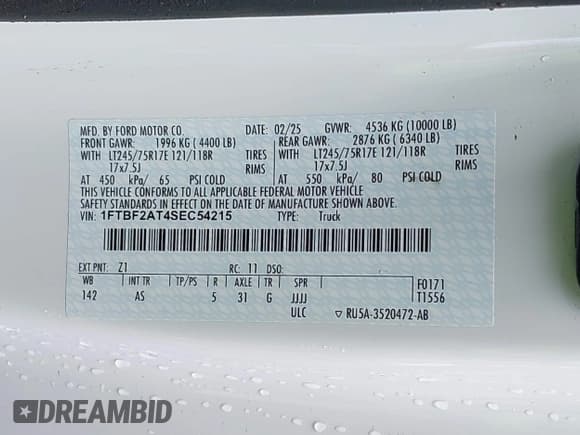 MFD. BY FORD MOTOR CO. DATE: 02/25 GVWR: 4536 KG (10000 LB)
FRONT GAWR: 1996 KG (4400 LB) REAR GAWR: 2876 KG (6340 LB)
WITH LT245/75R17E 121/118R TIRES WITH LT245/75R17E 121/118R TIRES
17x7.5J RIMS 17x7.5J RIMS
AT 450 kPa/ 65 PSI COLD AT 550 kPa/ 80 PSI COLD
THIS VEHICLE CONFORMS TO ALL APPLICABLE FEDERAL MOTOR VEHICLE
SAFETY STANDARDS IN EFFECT ON THE DATE OF MANUFACTURE SHOWN ABOVE.
VIN: 1FTBF2AT4SEC54215 TYPE: Truck
EXT PNT: Z1 RC: 11 DSO:
WB INT TR TP/PS R AXLE TR SPR F0171
142 AS 5 31 G JJJJ T1556
ULC ▽ RU5A-3520472-AB
DREAMBID